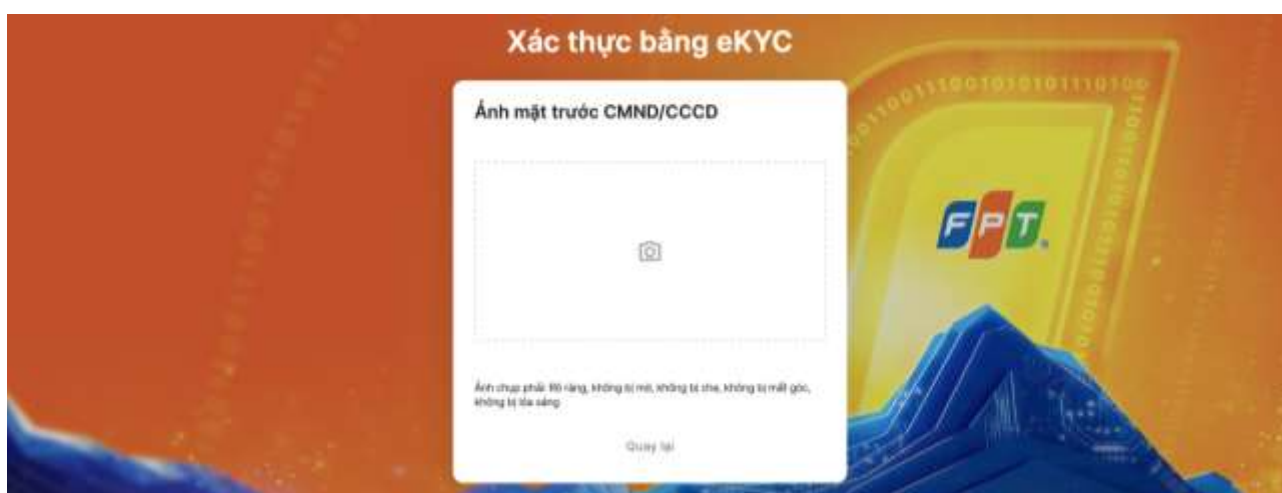 Xác thực bằng eKYC
Ảnh mặt trước CMND/CCCD
FPT
Ảnh chụp phải: Rõ ràng, không bị mờ, không bị che, không bị mất góc,
không bị lóa sáng
Quay lại